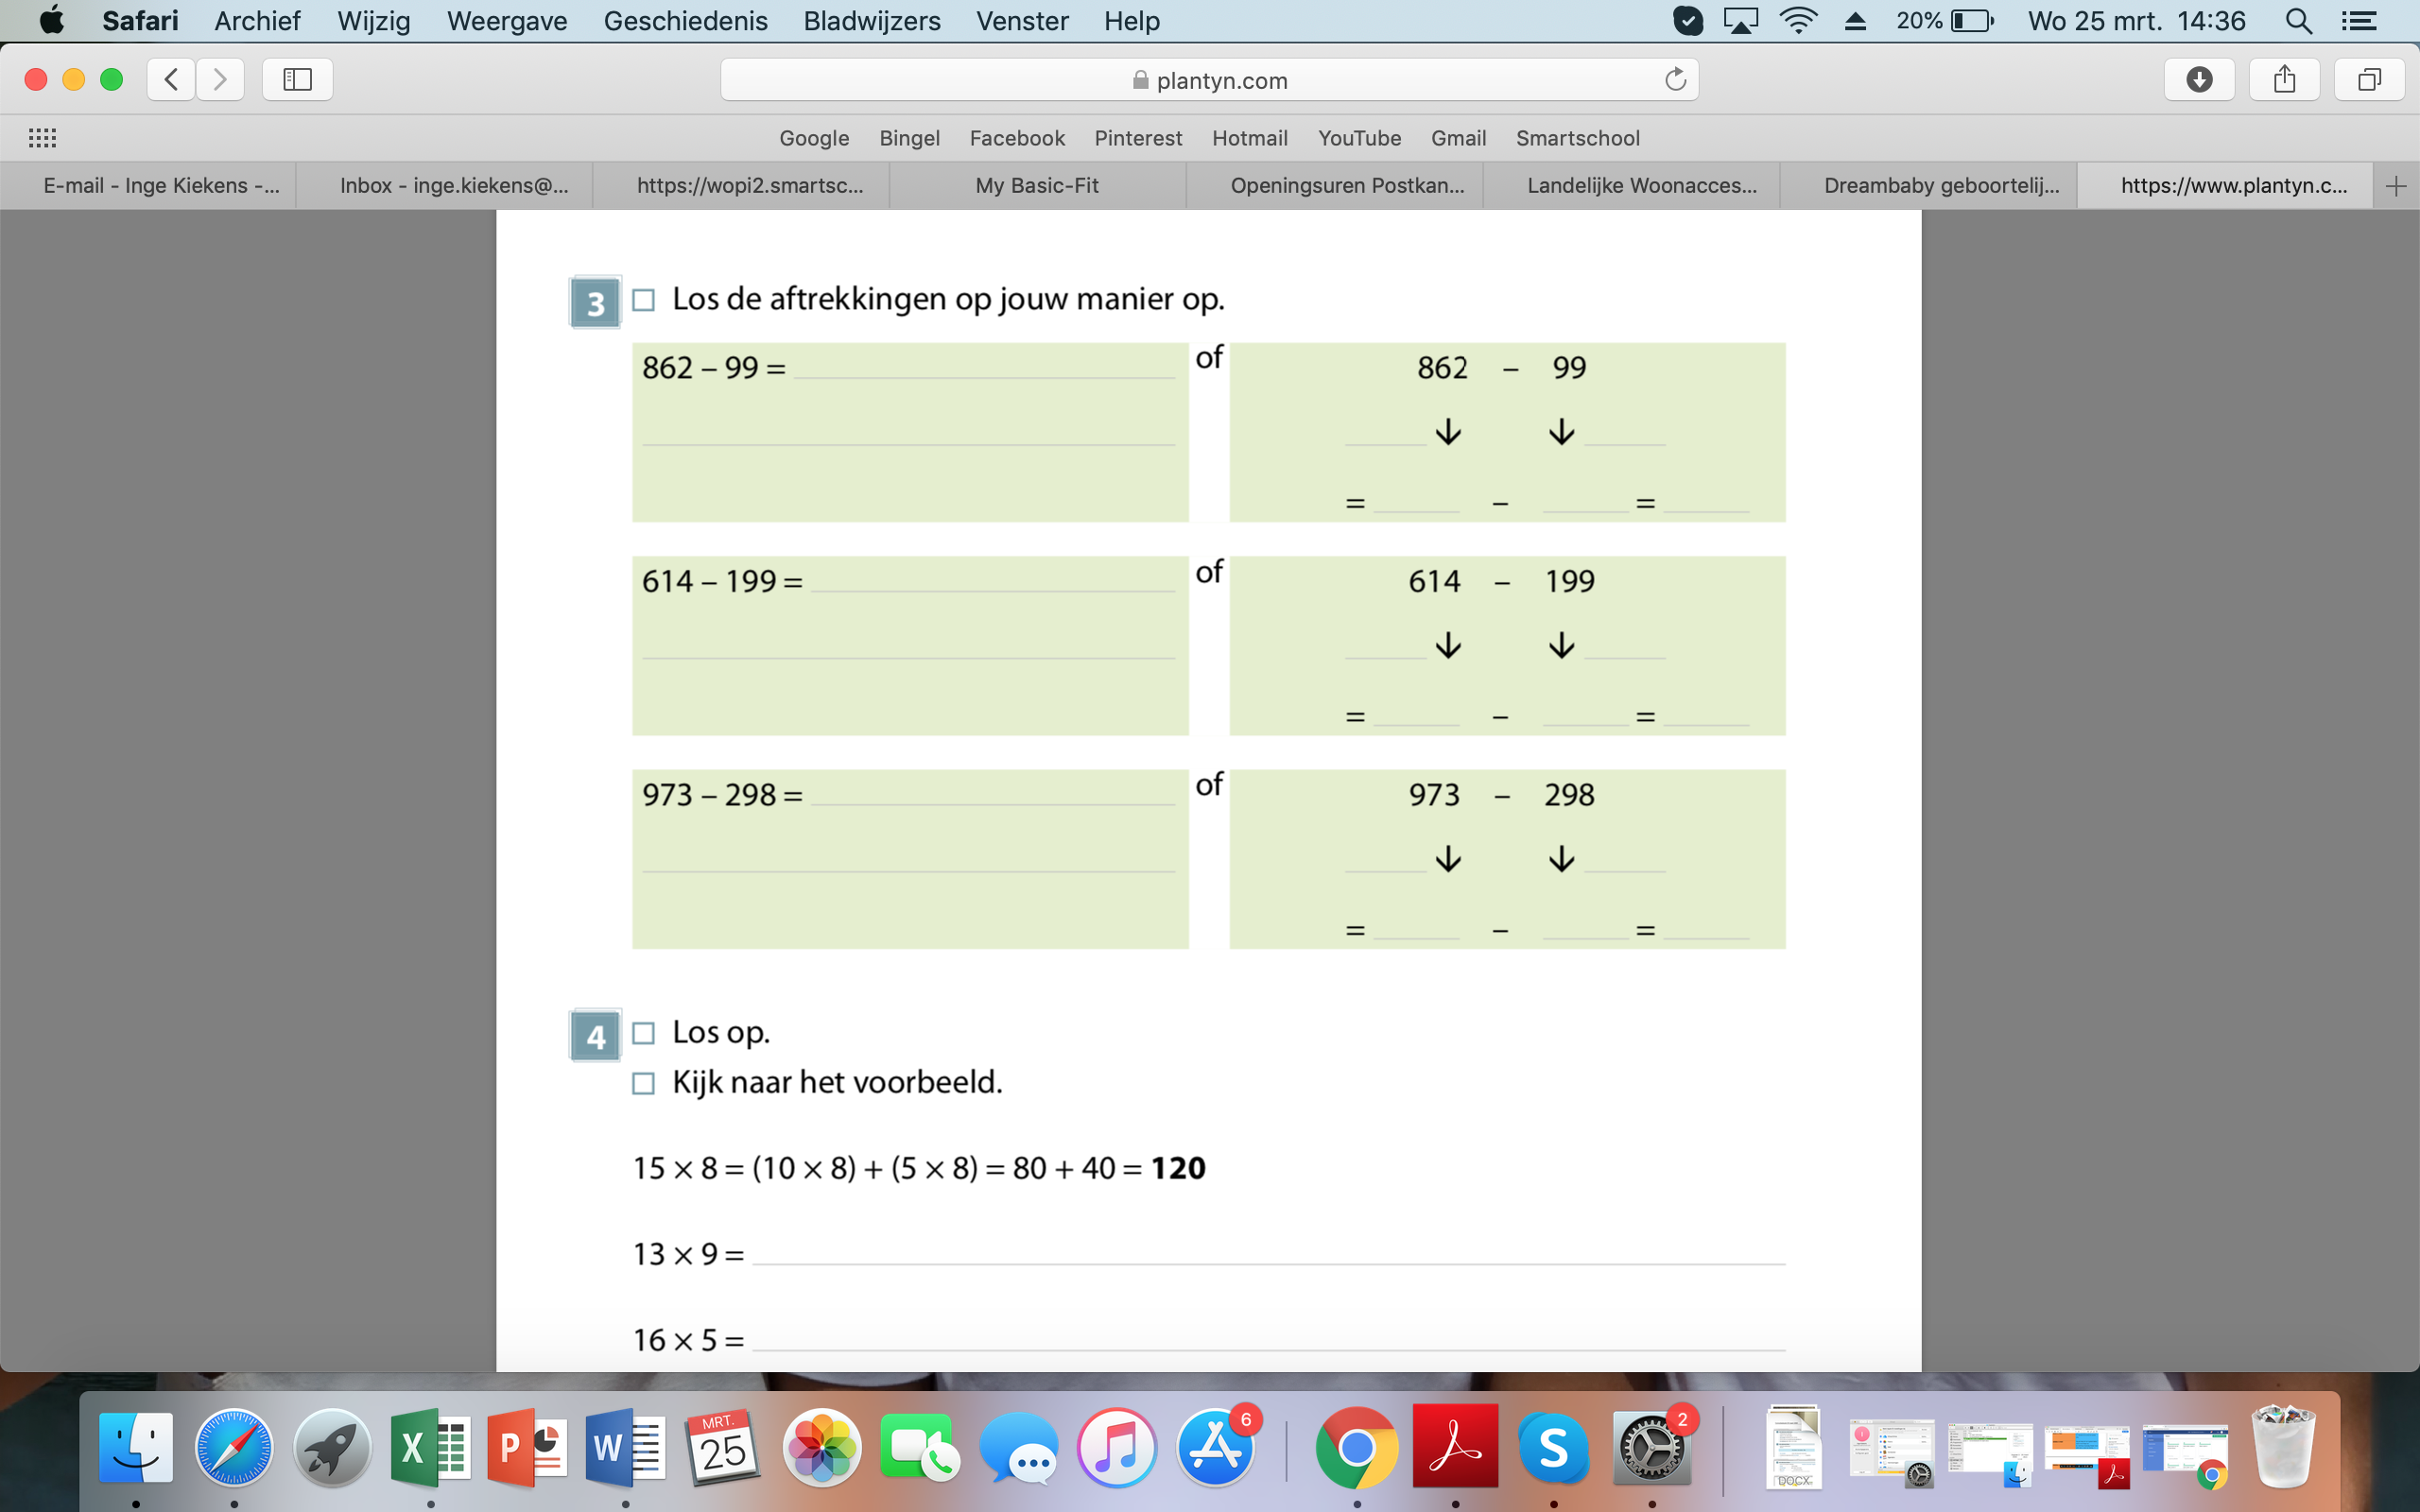 Safari Archief Wijzig Weergave Geschiedenis Bladwijzers Venster Help 20% Wo 25 mrt. 14:36
plantyn.com
Google Bingel Facebook Pinterest Hotmail YouTube Gmail Smartschool
E-mail - Inge Kiekens -... Inbox - inge.kiekens@... https://wopi2.smartsc... My Basic-Fit Openingsuren Postkan... Landelijke Woonacces... Dreambaby geboortelij... https://www.plantyn.c...
3 Los de aftrekkingen op jouw manier op.
862 – 99 = of 862 – 99
= – =
614 – 199 = of 614 – 199
= – =
973 – 298 = of 973 – 298
= – =
4 Los op.
Kijk naar het voorbeeld.
15 × 8 = (10 × 8) + (5 × 8) = 80 + 40 = 120
13 × 9 =
16 × 5 =
MRT.
25
6
2
DOCX